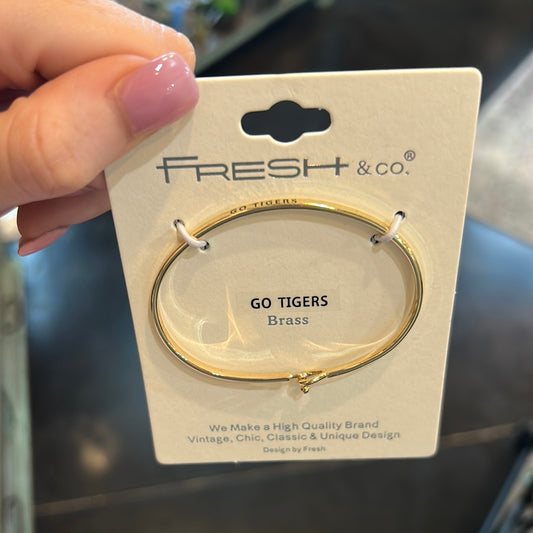 FRESH & CO.®
GO TIGERS
GO TIGERS
Brass
We Make a High Quality Brand
Vintage, Chic, Classic & Unique Design
Design by Fresh